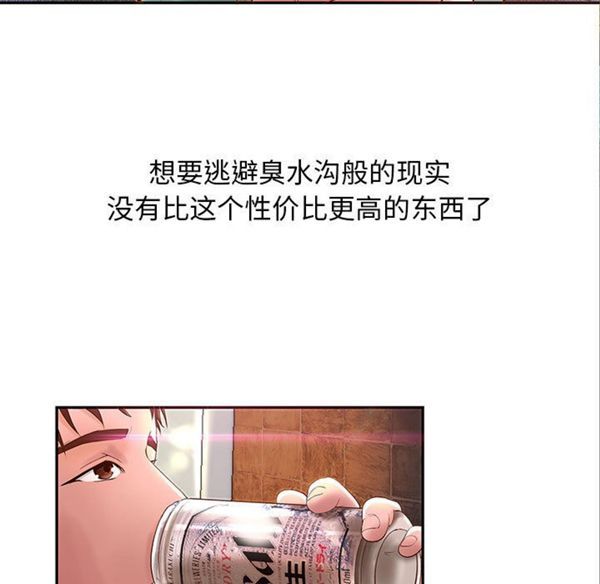 想要逃避臭水沟般的现实
没有比这个性价比更高的东西了
生